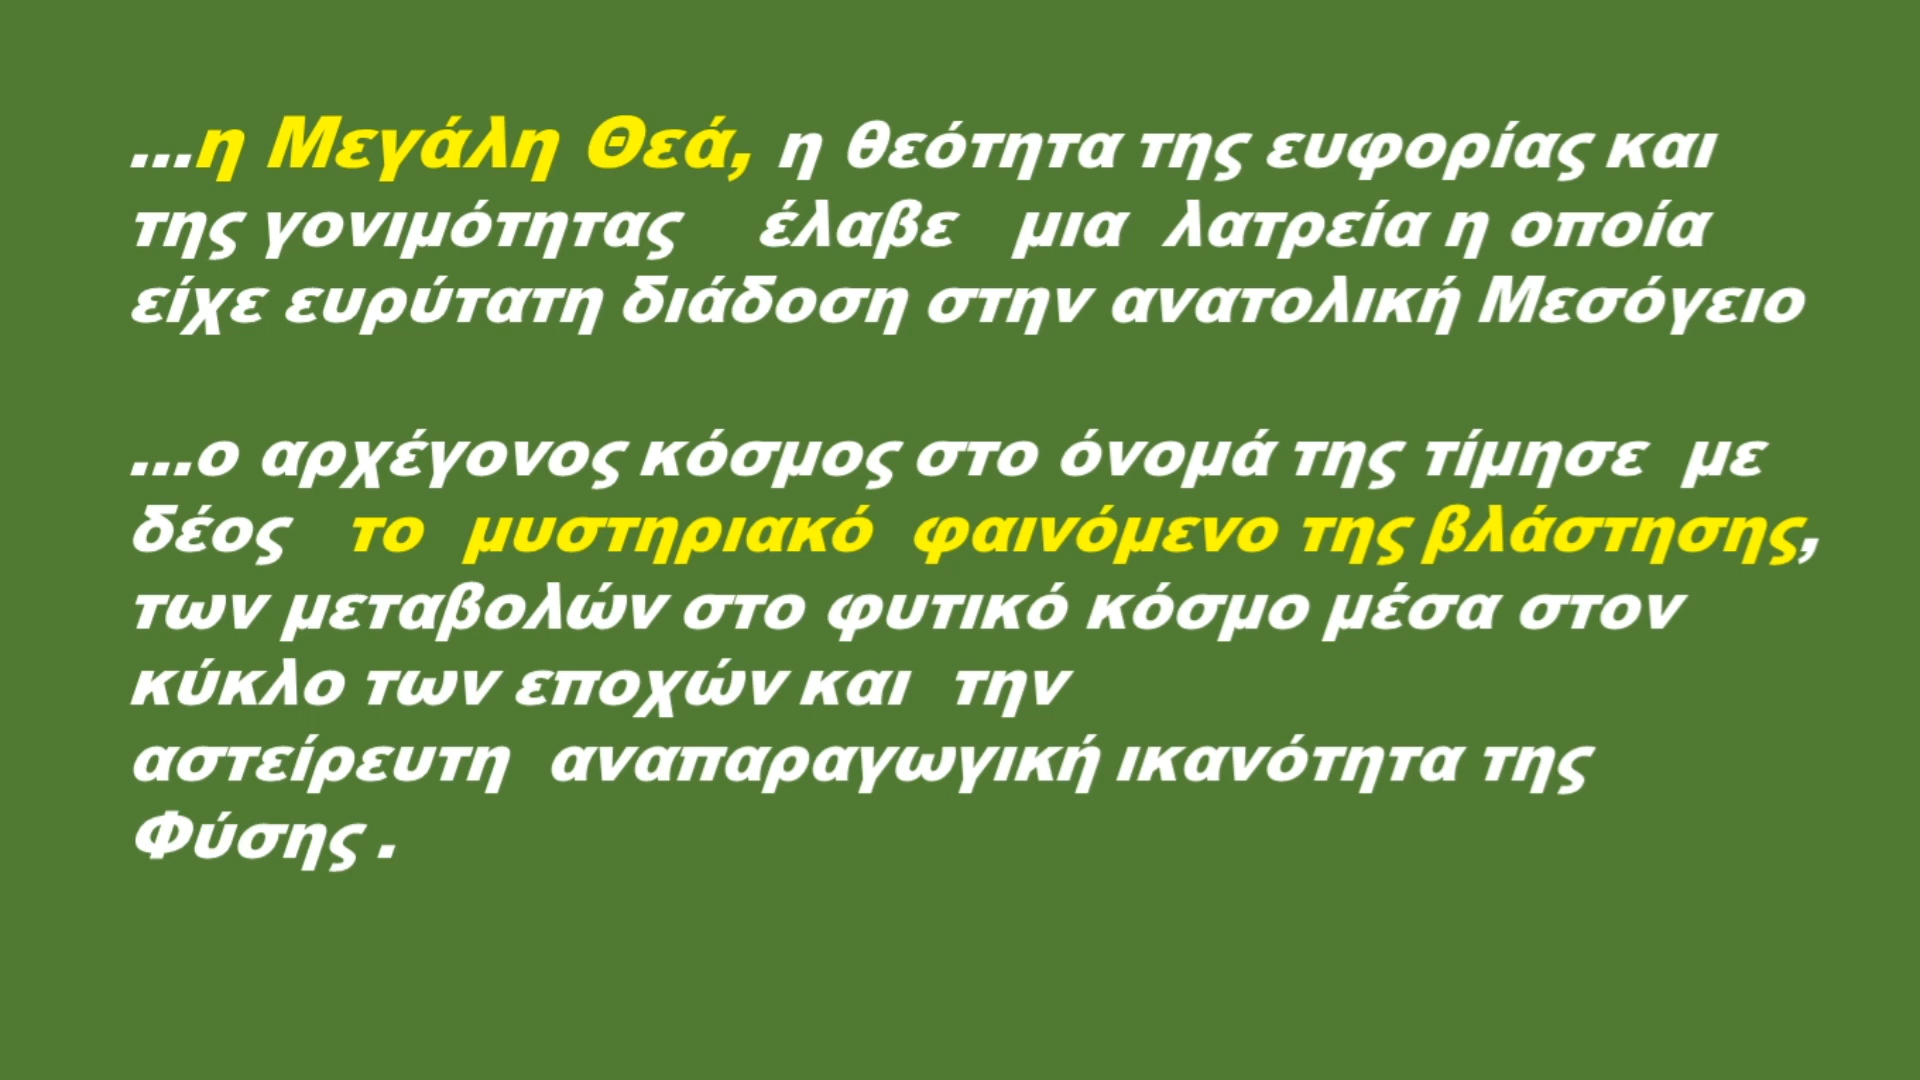 ...η Μεγάλη Θεά, η θεότητα της ευφορίας και
της γονιμότητας έλαβε μια λατρεία η οποία
είχε ευρύτατη διάδοση στην ανατολική Μεσόγειο
...ο αρχέγονος κόσμος στο όνομά της τίμησε με
δέος το μυστηριακό φαινόμενο της βλάστησης,
των μεταβολών στο φυτικό κόσμο μέσα στον
κύκλο των εποχών και την
αστείρευτη αναπαραγωγική ικανότητα της
Φύσης .